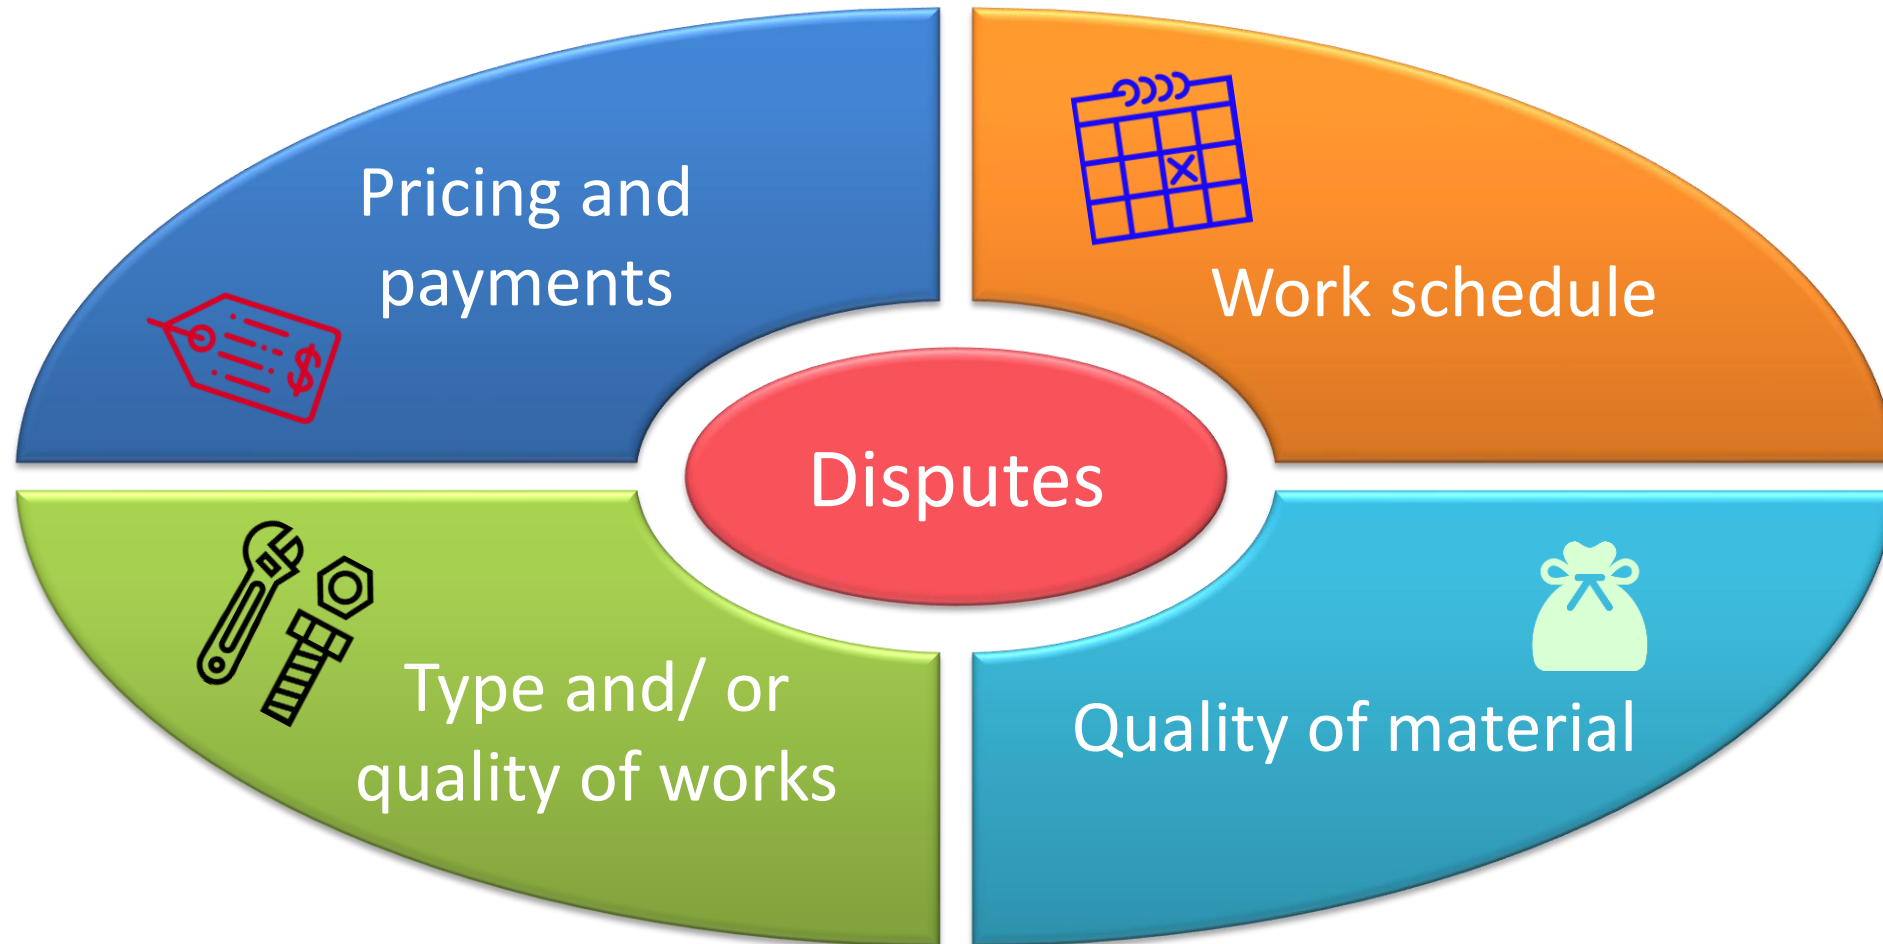 Pricing and
payments
$
Work schedule
Disputes
Type and/ or
quality of works
Quality of material